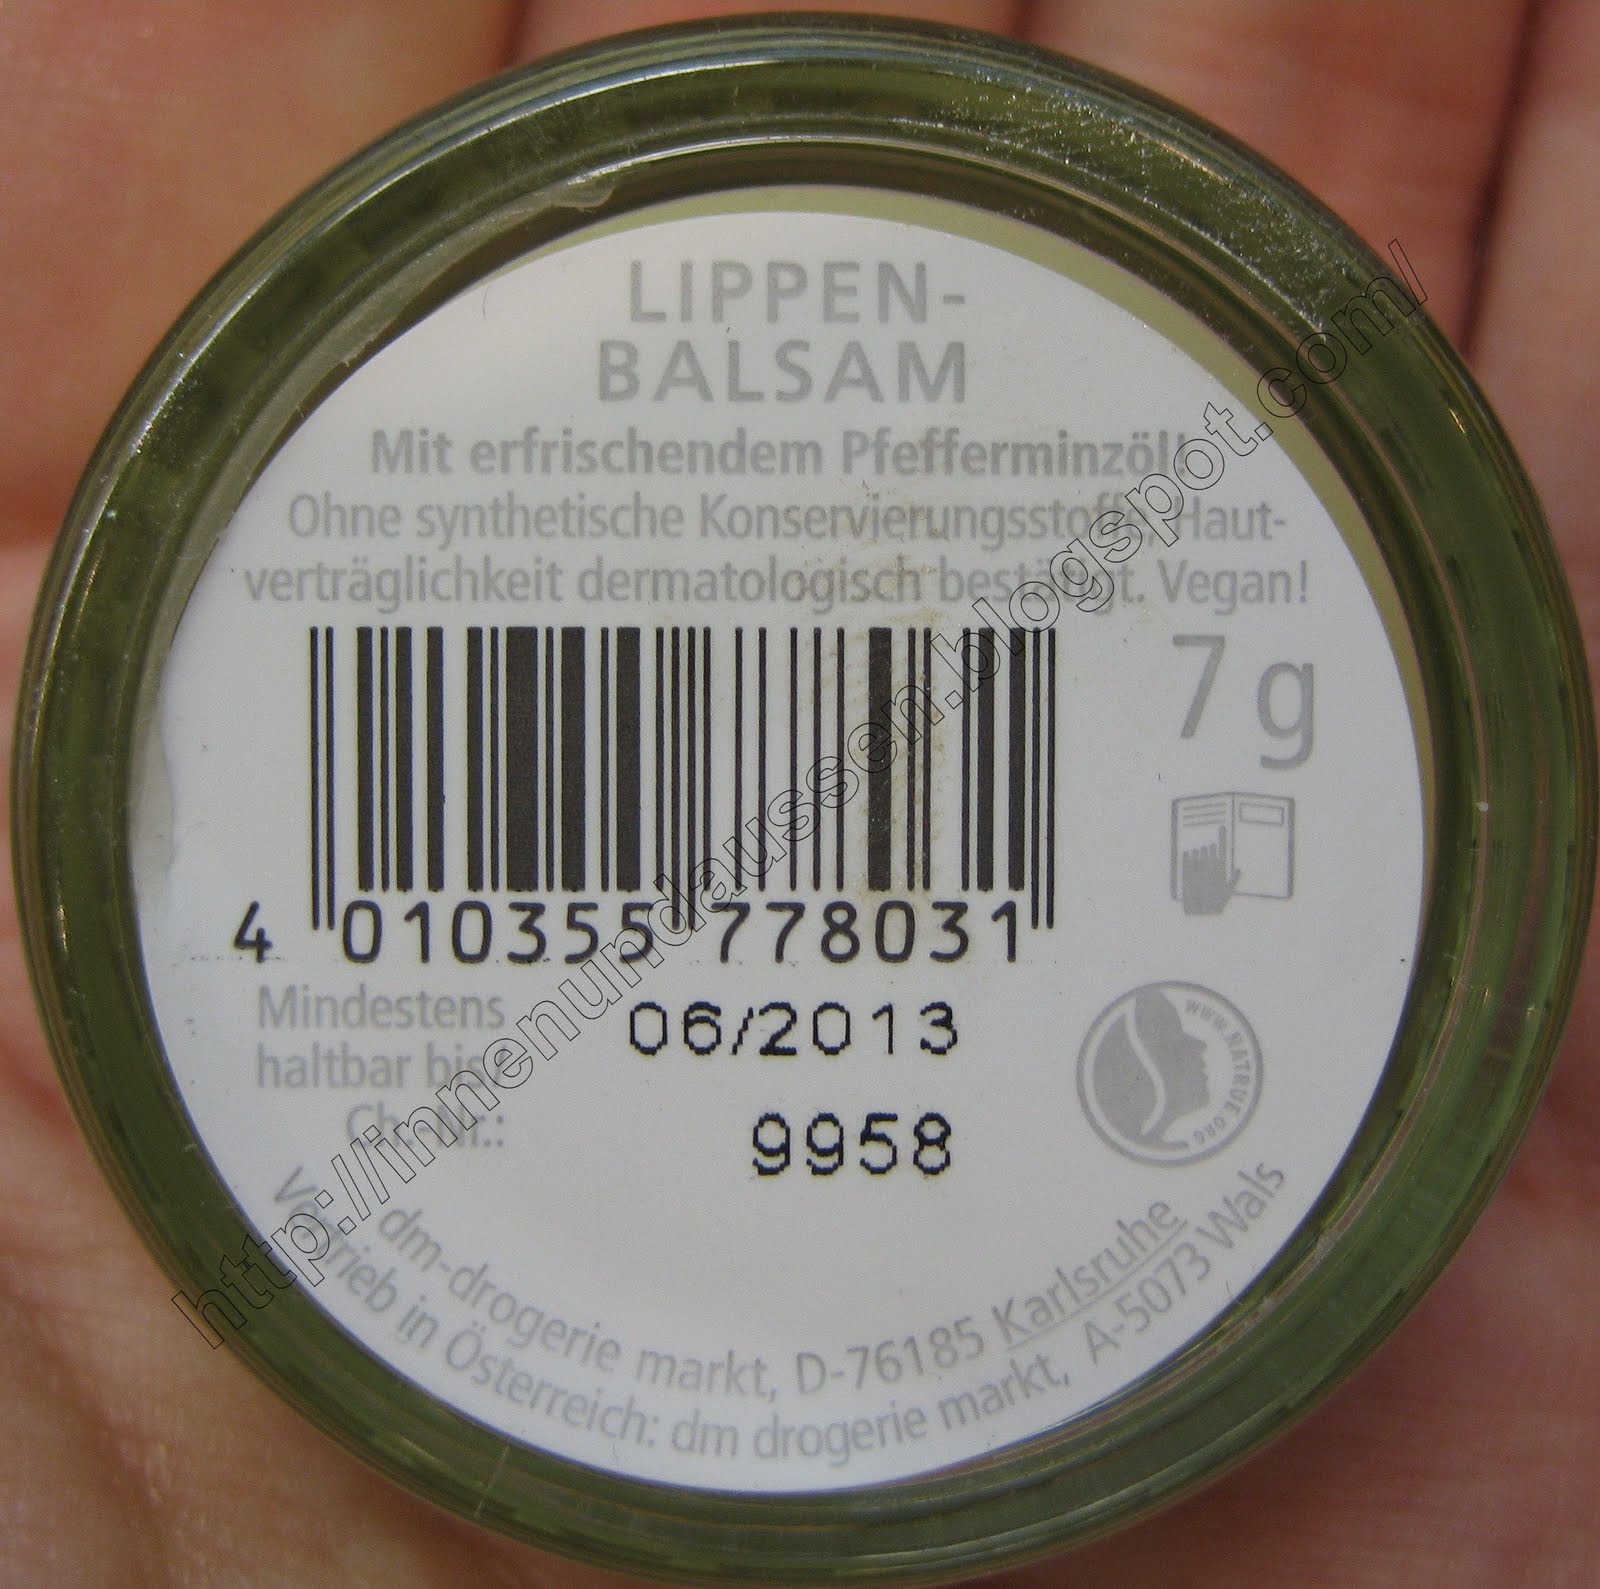 LIPPEN-
BALSAM
Mit erfrischendem Pfefferminzöl!
Ohne synthetische Konservierungsstoffe, Haut-
verträglichkeit dermatologisch bestätigt. Vegan!
7 g
4 010355 778031
Mindestens
haltbar bis/
06/2013
Ch.-Nr.:
9958
WWW.NATRUE.ORG
dm-drogerie markt, D-76185 Karlsruhe
Vertrieb in Österreich: dm drogerie markt, A-5073 Wals
http://innenundaussen.blogspot.com/